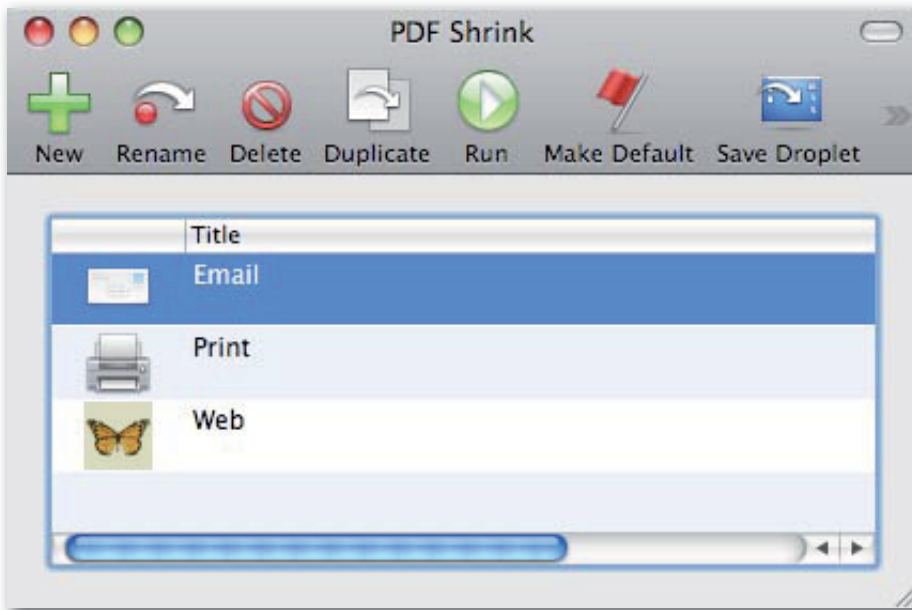 PDF Shrink
New Rename Delete Duplicate Run Make Default Save Droplet
Title
Email
Print
Web